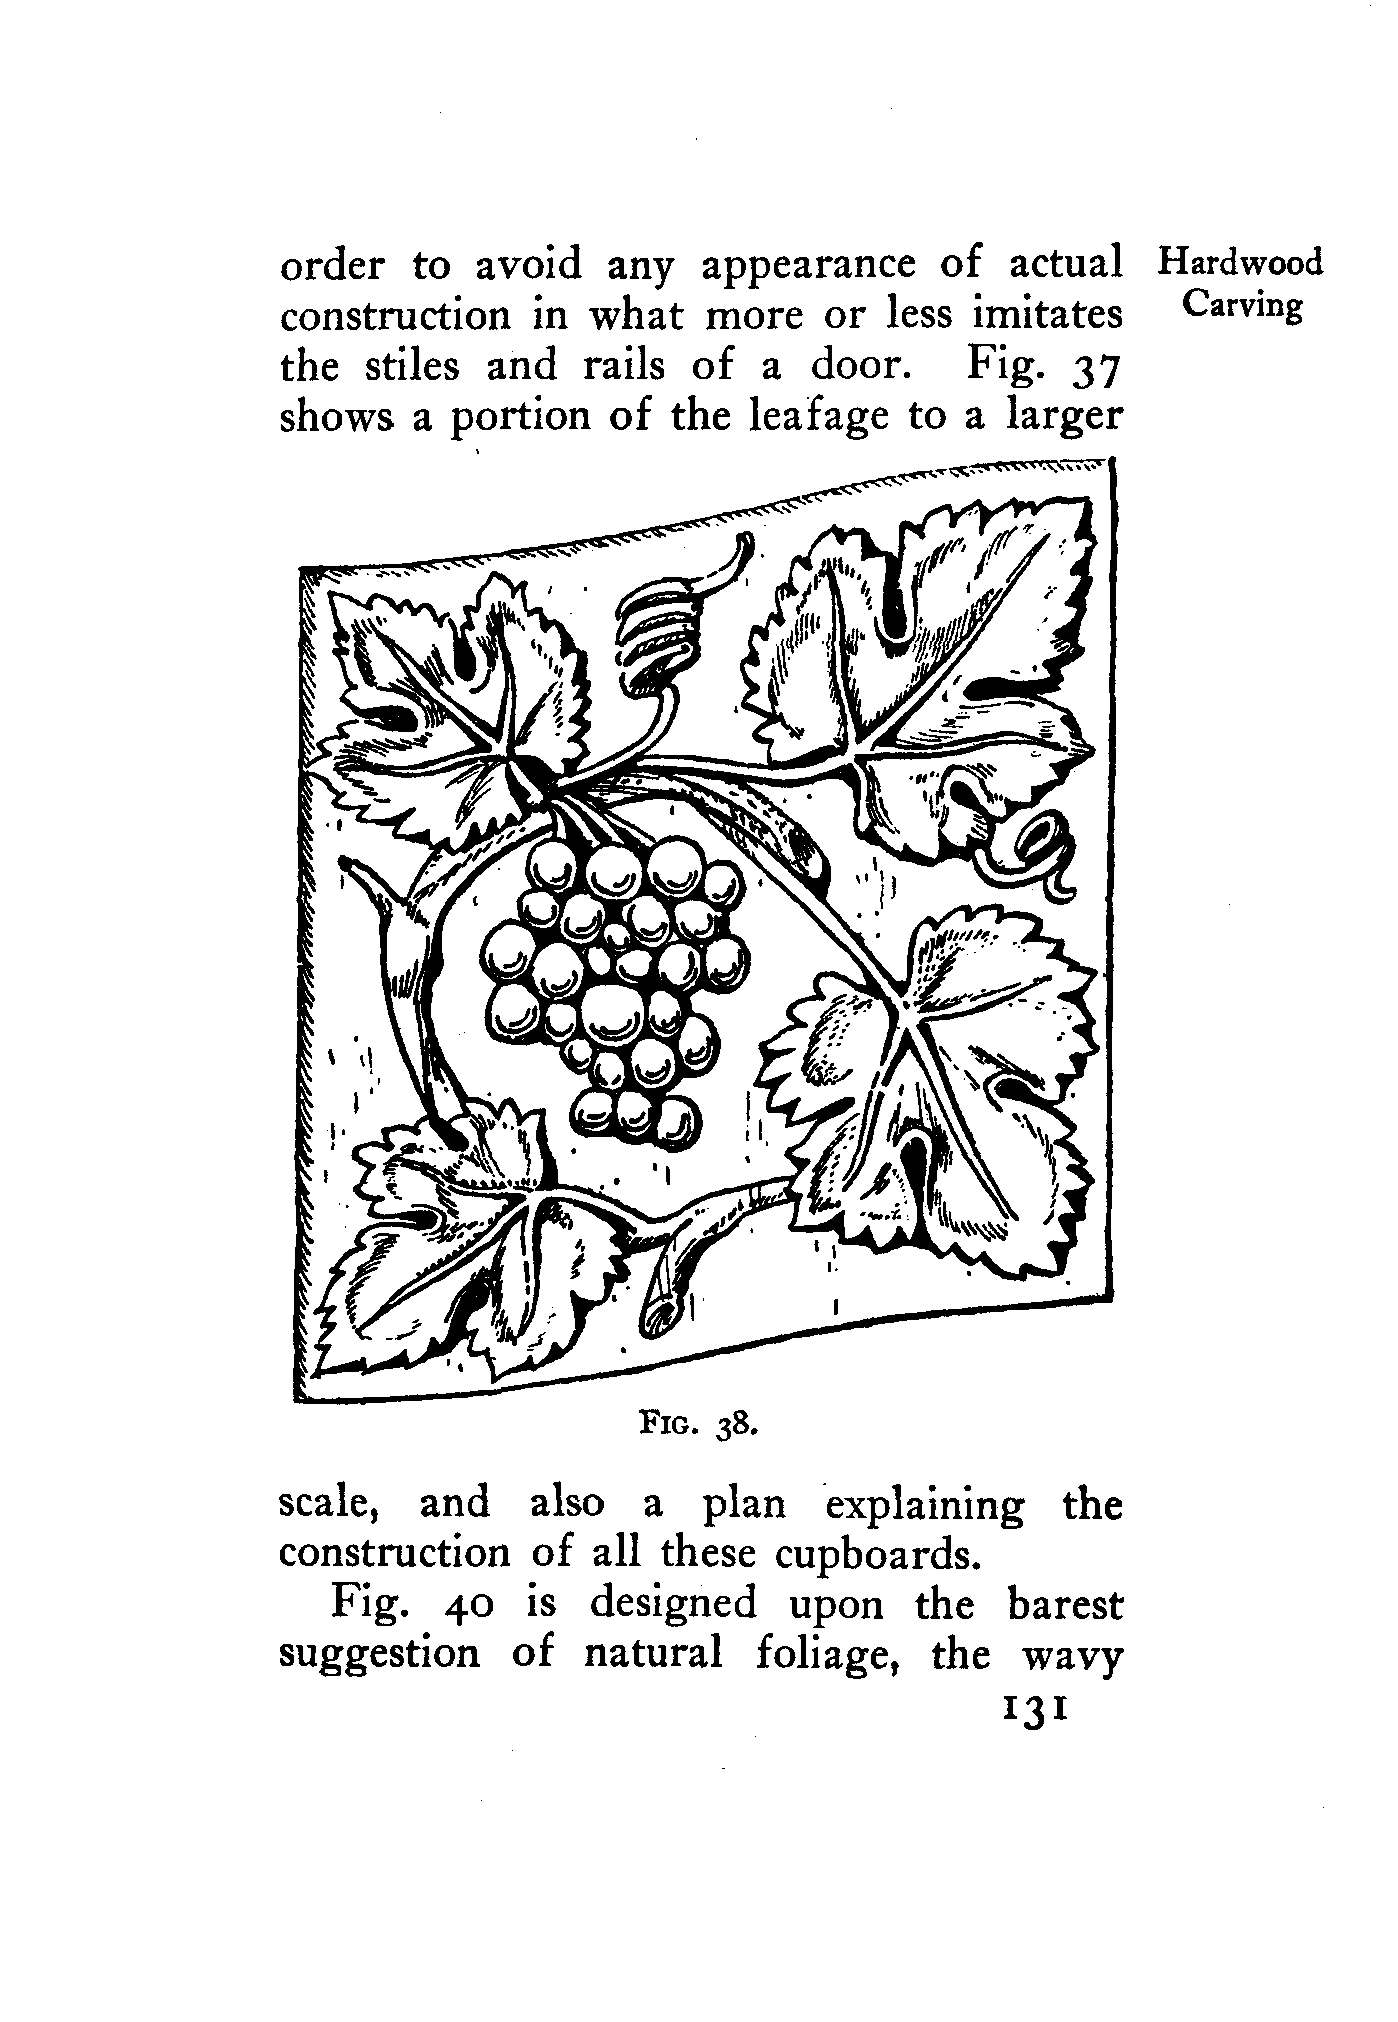 order to avoid any appearance of actual
construction in what more or less imitates
the stiles and rails of a door. Fig. 37
shows a portion of the leafage to a larger
Hardwood
Carving
FIG. 38.
scale, and also a plan explaining the
construction of all these cupboards.
Fig. 40 is designed upon the barest
suggestion of natural foliage, the wavy
131